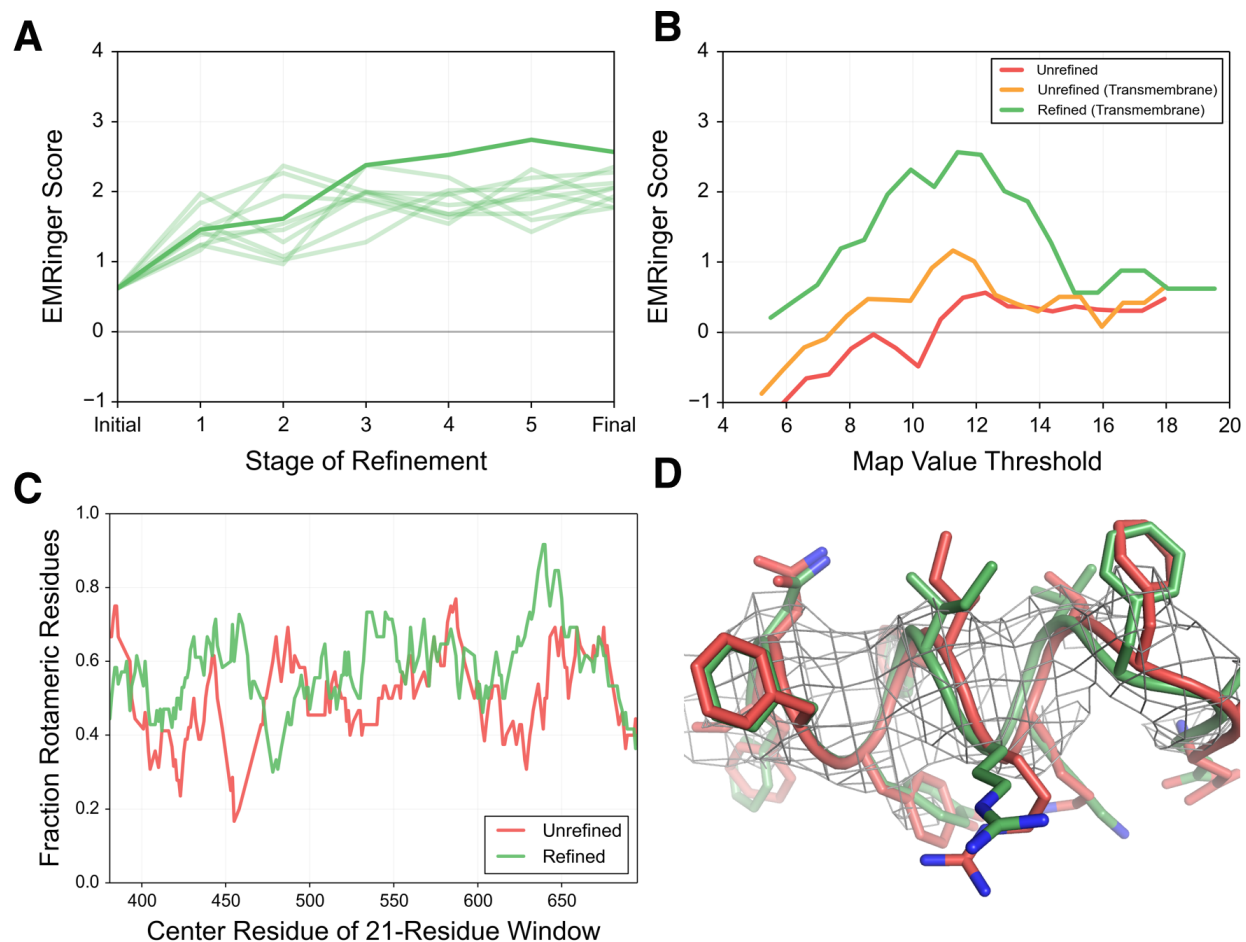 A
4
3
2
1
0
−1
EMRinger Score
Initial 1 2 3 4 5 Final
Stage of Refinement
B
4
3
2
1
0
−1
EMRinger Score
Unrefined
Unrefined (Transmembrane)
Refined (Transmembrane)
4 6 8 10 12 14 16 18 20
Map Value Threshold
C
1.0
0.8
0.6
0.4
0.2
0.0
Fraction Rotameric Residues
Unrefined
Refined
400 450 500 550 600 650
Center Residue of 21-Residue Window
D